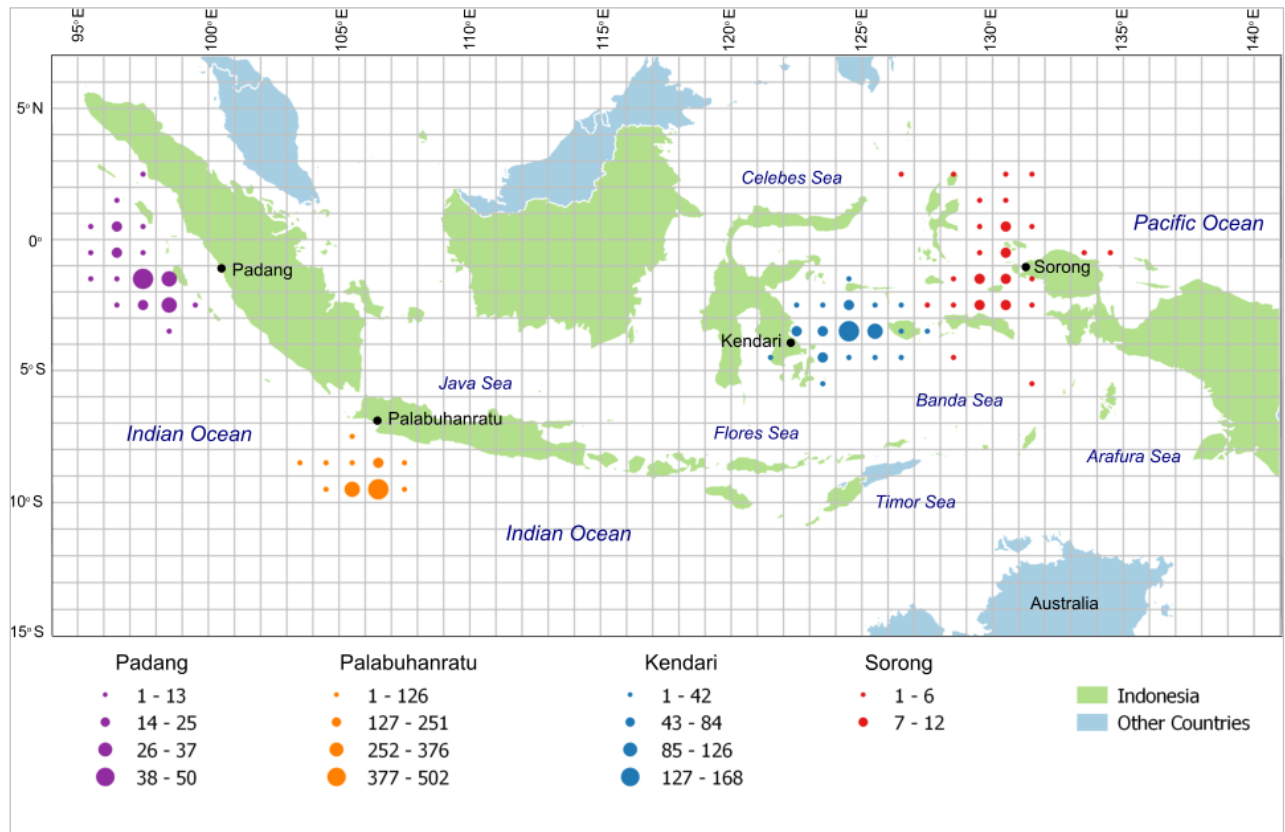 95°E 100°E 105°E 110°E 115°E 120°E 125°E 130°E 135°E 140°E
5°N
Celebes Sea
Pacific Ocean
0°
Padang
Sorong
Kendari
5°S
Java Sea
Banda Sea
Palabuhanratu
Indian Ocean
Flores Sea
Arafura Sea
10°S
Timor Sea
Indian Ocean
Australia
15°S
Padang Palabuhanratu Kendari Sorong
1 - 13 1 - 126 1 - 42 1 - 6 Indonesia
14 - 25 127 - 251 43 - 84 7 - 12 Other Countries
26 - 37 252 - 376 85 - 126
38 - 50 377 - 502 127 - 168